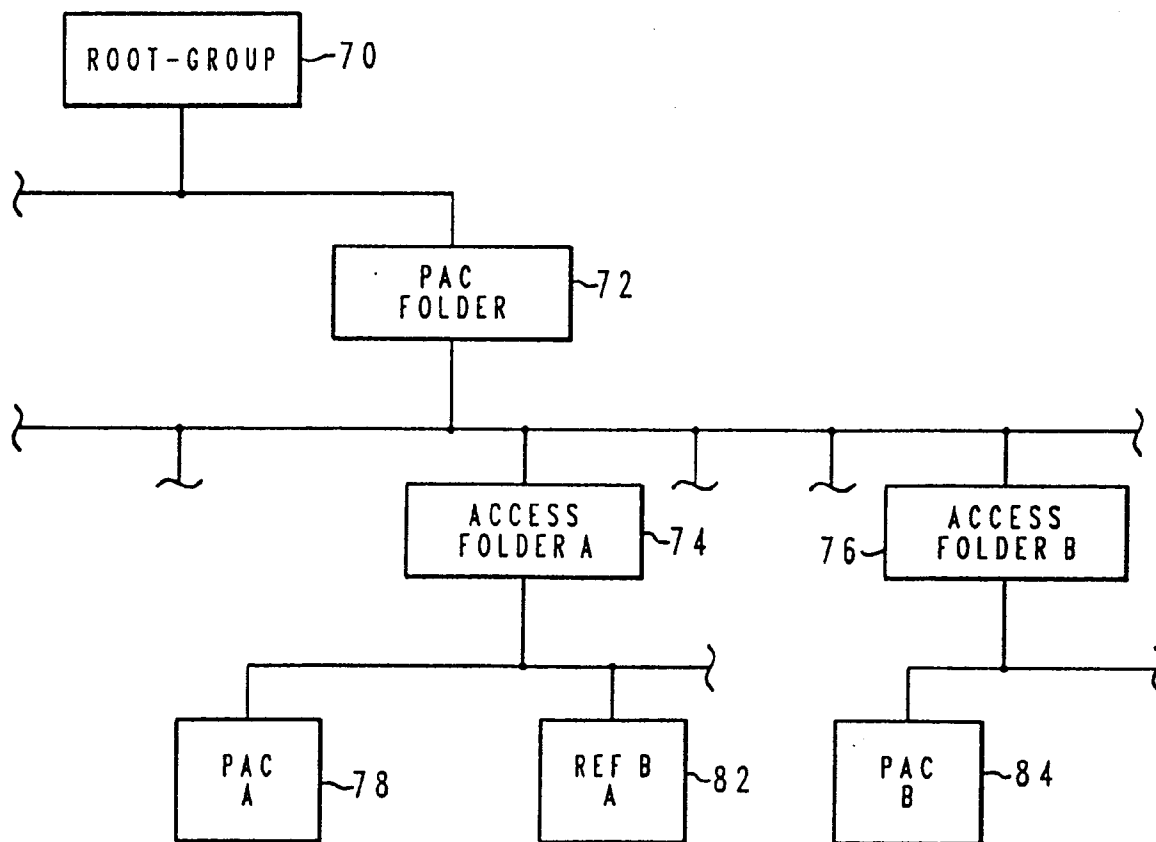 ROOT-GROUP
70
PAC
FOLDER
72
ACCESS
FOLDER A
74
76
ACCESS
FOLDER B
PAC
A
78
REF B
A
82
PAC
B
84